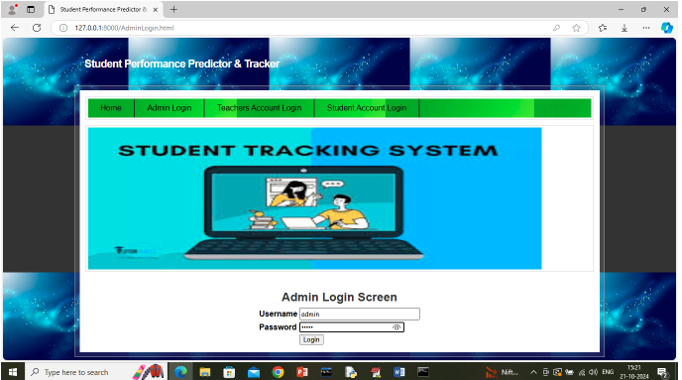 Student Performance Predictor &
127.0.0.1:8000/AdminLogin.html
Student Performance Predictor & Tracker
Home Admin Login Teachers Account Login Student Account Login
STUDENT TRACKING SYSTEM
Admin Login Screen
Username admin
Password •••••
Login
Type here to search
Nift...
ENG
15:21
21-10-2024
2